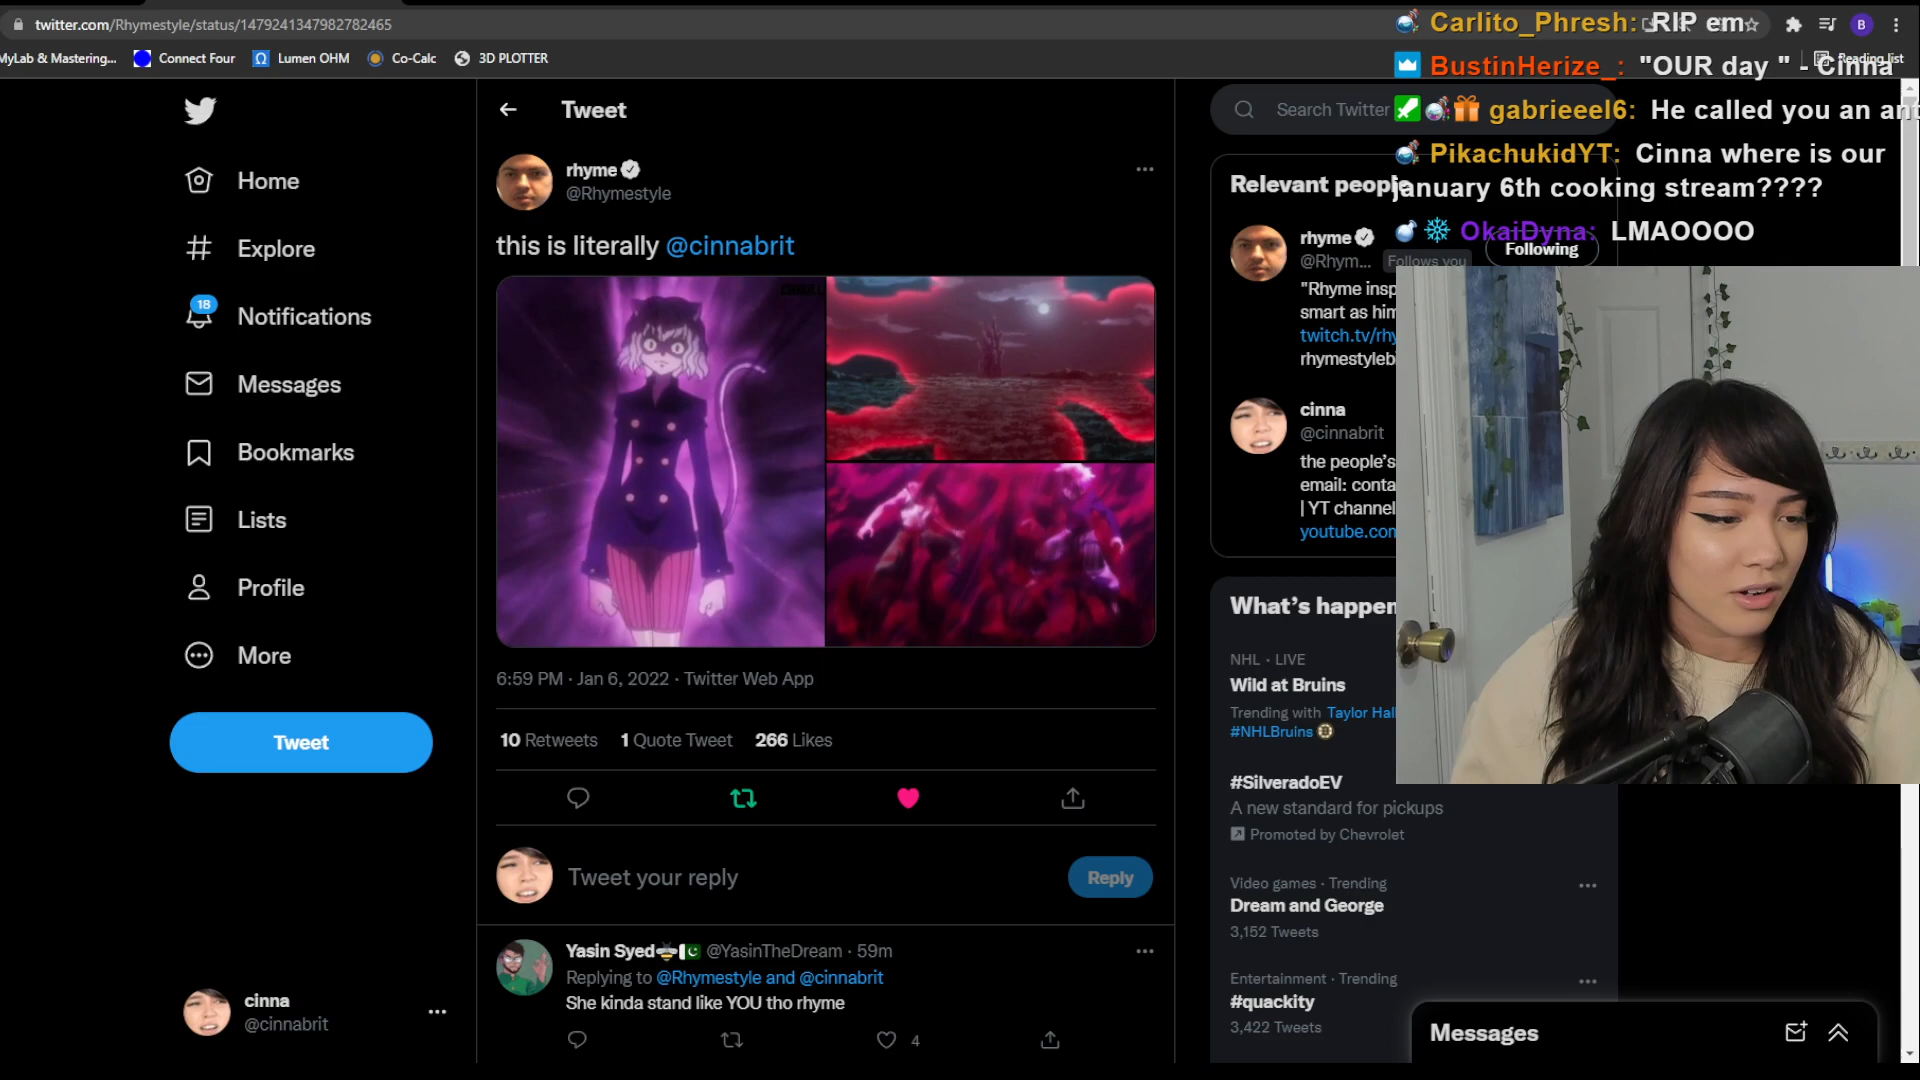 twitter.com/Rhymestyle/status/1479241347982782465
MyLab & Mastering...
Connect Four
Lumen OHM
Co-Calc
3D PLOTTER
Reading list
B
Carlito_Phresh: RIP em
BustinHerize_: "OUR day " - Cinna
gabrieeel6: He called you an ant
PikachukidYT: Cinna where is our
january 6th cooking stream????
OkaiDyna: LMAOOOO
Home
Explore
18
Notifications
Messages
Bookmarks
Lists
Profile
More
Tweet
cinna
@cinnabrit
Tweet
rhyme
@Rhymestyle
this is literally @cinnabrit
6:59 PM · Jan 6, 2022 · Twitter Web App
10 Retweets 1 Quote Tweet 266 Likes
Tweet your reply
Reply
Yasin Syed @YasinTheDream · 59m
Replying to @Rhymestyle and @cinnabrit
She kinda stand like YOU tho rhyme
4
Search Twitter
Relevant people
rhyme
@Rhym... Follows you
Following
"Rhyme insp
smart as him
twitch.tv/rhy
rhymestyleb
cinna
@cinnabrit
the people's
email: conta
| YT channel
youtube.com
What's happen
NHL · LIVE
Wild at Bruins
Trending with Taylor Hall
#NHLBruins
#SilveradoEV
A new standard for pickups
Promoted by Chevrolet
Video games · Trending
Dream and George
3,152 Tweets
Entertainment · Trending
#quackity
3,422 Tweets
Messages